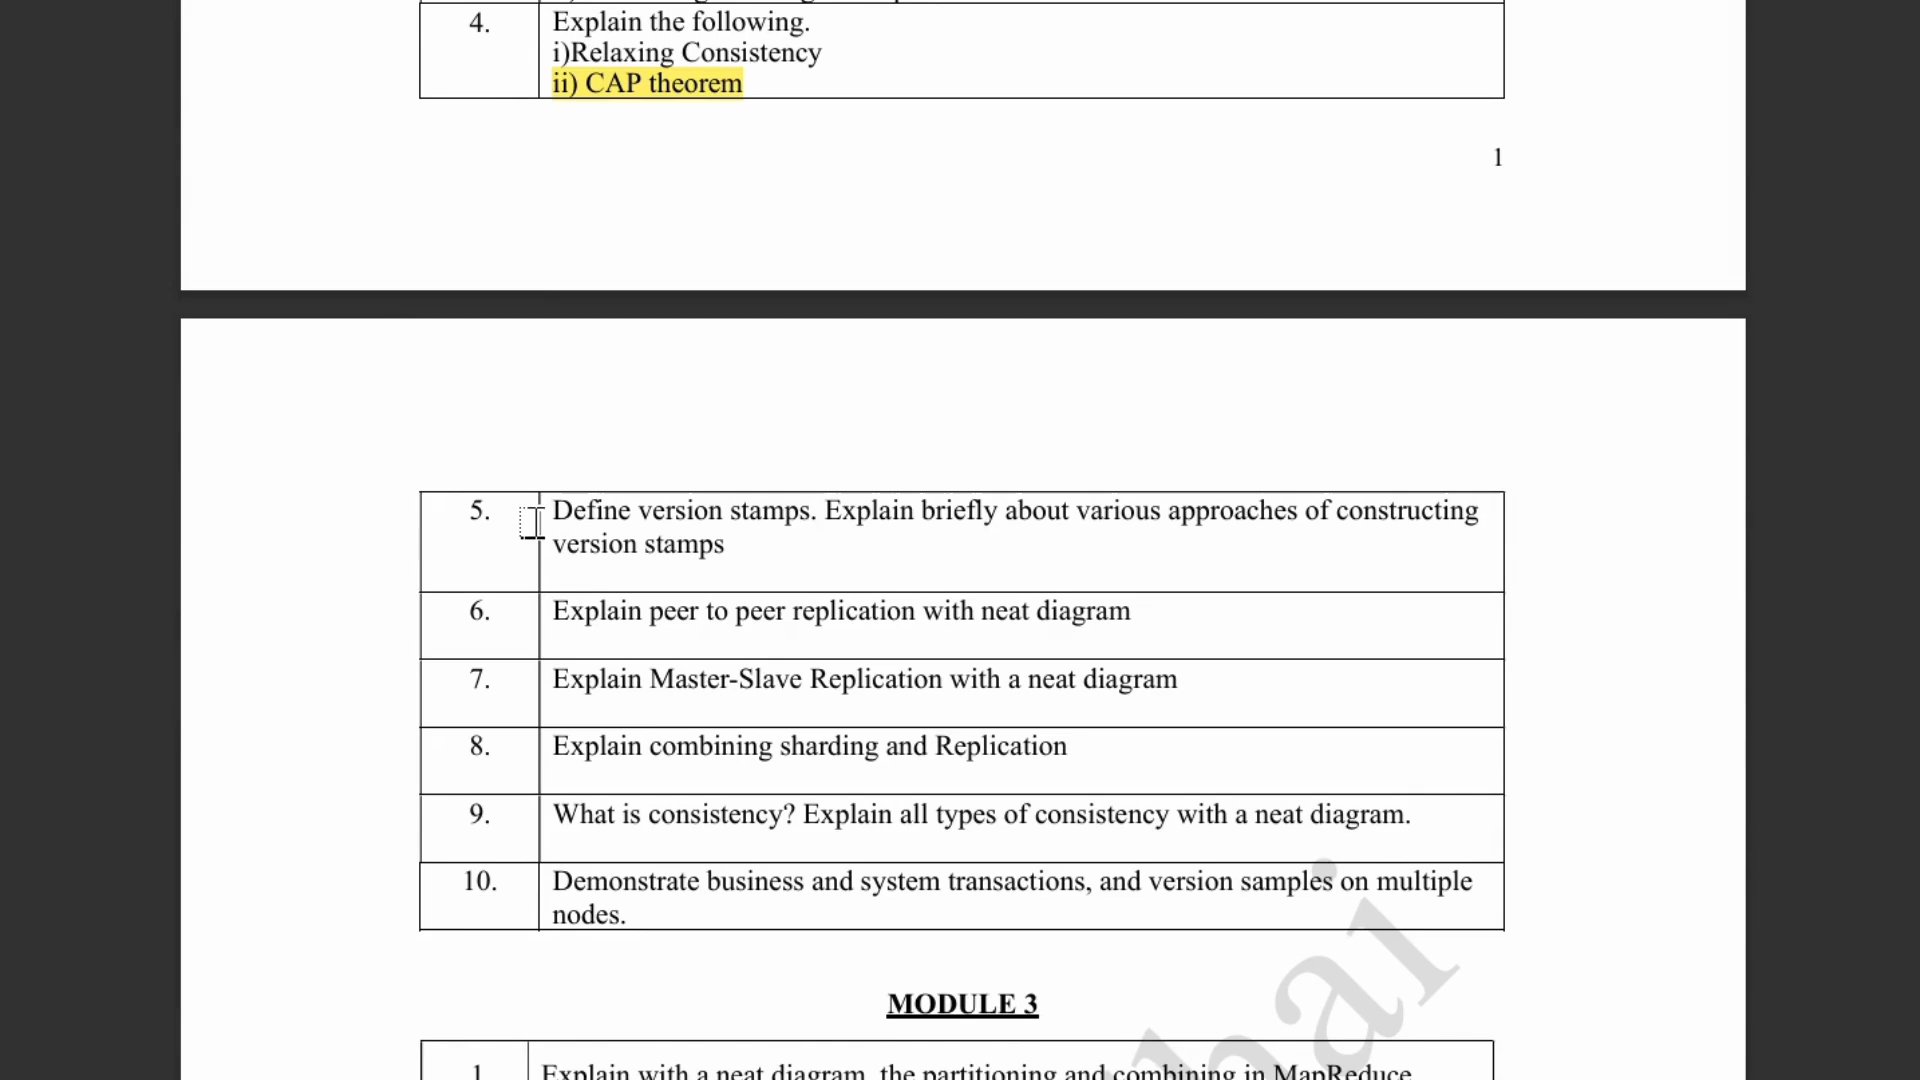 4.
Explain the following.
i)Relaxing Consistency
ii) CAP theorem
1
5.
Define version stamps. Explain briefly about various approaches of constructing
version stamps
6.
Explain peer to peer replication with neat diagram
7.
Explain Master-Slave Replication with a neat diagram
8.
Explain combining sharding and Replication
9.
What is consistency? Explain all types of consistency with a neat diagram.
10.
Demonstrate business and system transactions, and version samples on multiple
nodes.
MODULE 3
1
Explain with a neat diagram, the partitioning and combining in MapReduce